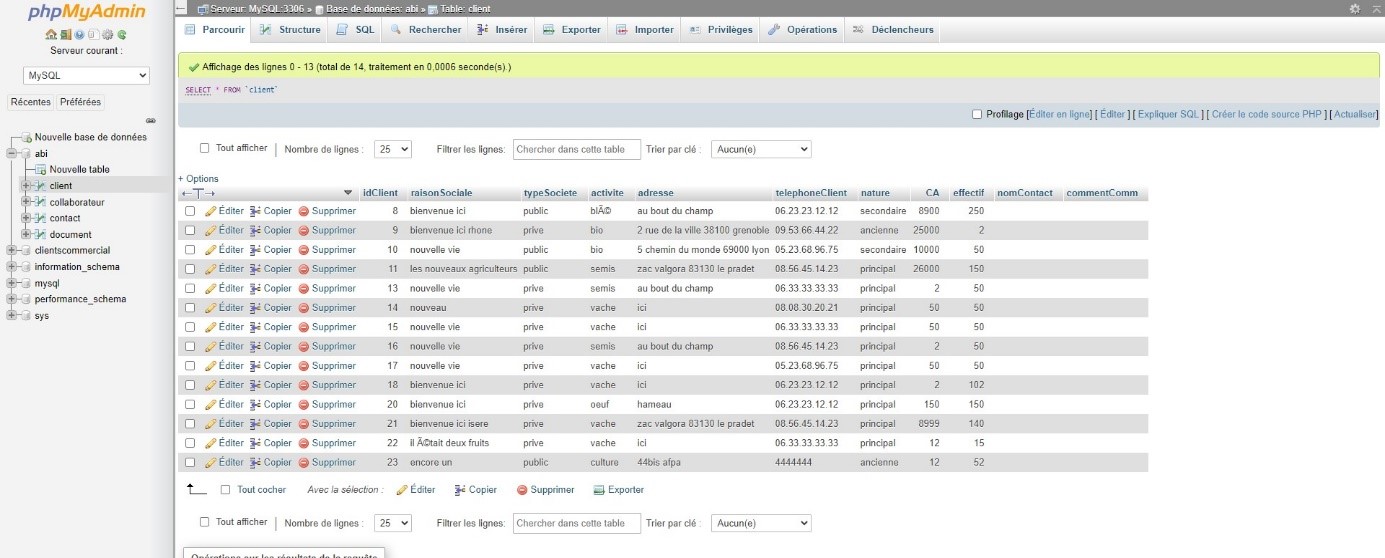 phpMyAdmin
Serveur: MySQL:3306 » Base de données: abi » Table: client
Serveur courant :
MySQL
Récentes Préférées
Nouvelle base de données
abi
Nouvelle table
client
collaborateur
contact
document
clientscommercial
information_schema
mysql
performance_schema
sys
Parcourir Structure SQL Rechercher Insérer Exporter Importer Privilèges Opérations Déclencheurs
Affichage des lignes 0 - 13 (total de 14, traitement en 0,0006 seconde(s).)
SELECT * FROM `client`
Profilage [Éditer en ligne] [ Éditer ] [ Expliquer SQL ] [ Créer le code source PHP ] [ Actualiser]
Tout afficher Nombre de lignes : 25 Filtrer les lignes: Chercher dans cette table Trier par clé : Aucun(e)
+ Options
←T→ idClient raisonSociale typeSociete activite adresse telephoneClient nature CA effectif nomContact commentComm
Éditer Copier Supprimer 8 bienvenue ici public blÃ© au bout du champ 06.23.23.12.12 secondaire 8900 250
Éditer Copier Supprimer 9 bienvenue ici rhone prive bio 2 rue de la ville 38100 grenoble 09.53.66.44.22 ancienne 25000 2
Éditer Copier Supprimer 10 nouvelle vie public bio 5 chemin du monde 69000 lyon 05.23.68.96.75 secondaire 10000 50
Éditer Copier Supprimer 11 les nouveaux agriculteurs public semis zac valgora 83130 le pradet 08.56.45.14.23 principal 26000 150
Éditer Copier Supprimer 13 nouvelle vie prive semis au bout du champ 06.33.33.33.33 principal 2 50
Éditer Copier Supprimer 14 nouveau prive vache ici 08.08.30.20.21 principal 50 50
Éditer Copier Supprimer 15 nouvelle vie prive vache ici 06.33.33.33.33 principal 50 50
Éditer Copier Supprimer 16 nouvelle vie prive semis au bout du champ 08.56.45.14.23 principal 2 50
Éditer Copier Supprimer 17 nouvelle vie prive vache ici 05.23.68.96.75 principal 50 50
Éditer Copier Supprimer 18 bienvenue ici prive vache ici 06.23.23.12.12 principal 2 102
Éditer Copier Supprimer 20 bienvenue ici prive oeuf hameau 06.23.23.12.12 principal 150 150
Éditer Copier Supprimer 21 bienvenue ici isere prive vache zac valgora 83130 le pradet 08.56.45.14.23 principal 8999 140
Éditer Copier Supprimer 22 il Ã©tait deux fruits prive vache ici 06.33.33.33.33 principal 12 15
Éditer Copier Supprimer 23 encore un public culture 44bis afpa 4444444 ancienne 12 52
Tout cocher Avec la sélection : Éditer Copier Supprimer Exporter
Tout afficher Nombre de lignes : 25 Filtrer les lignes: Chercher dans cette table Trier par clé : Aucun(e)
Opérations sur les résultats de la requête